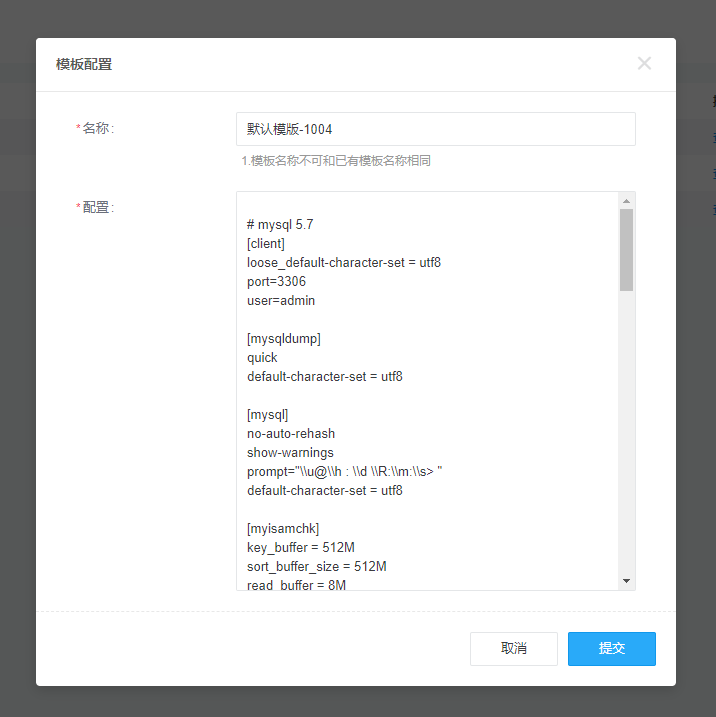 模板配置
*名称:
默认模版-1004
1.模板名称不可和已有模板名称相同
*配置:
# mysql 5.7
[client]
loose_default-character-set = utf8
port=3306
user=admin
[mysqldump]
quick
default-character-set = utf8
[mysql]
no-auto-rehash
show-warnings
prompt="\\u@\\h : \\d \\R:\\m:\\s> "
default-character-set = utf8
[myisamchk]
key_buffer = 512M
sort_buffer_size = 512M
read_buffer = 8M
取消
提交